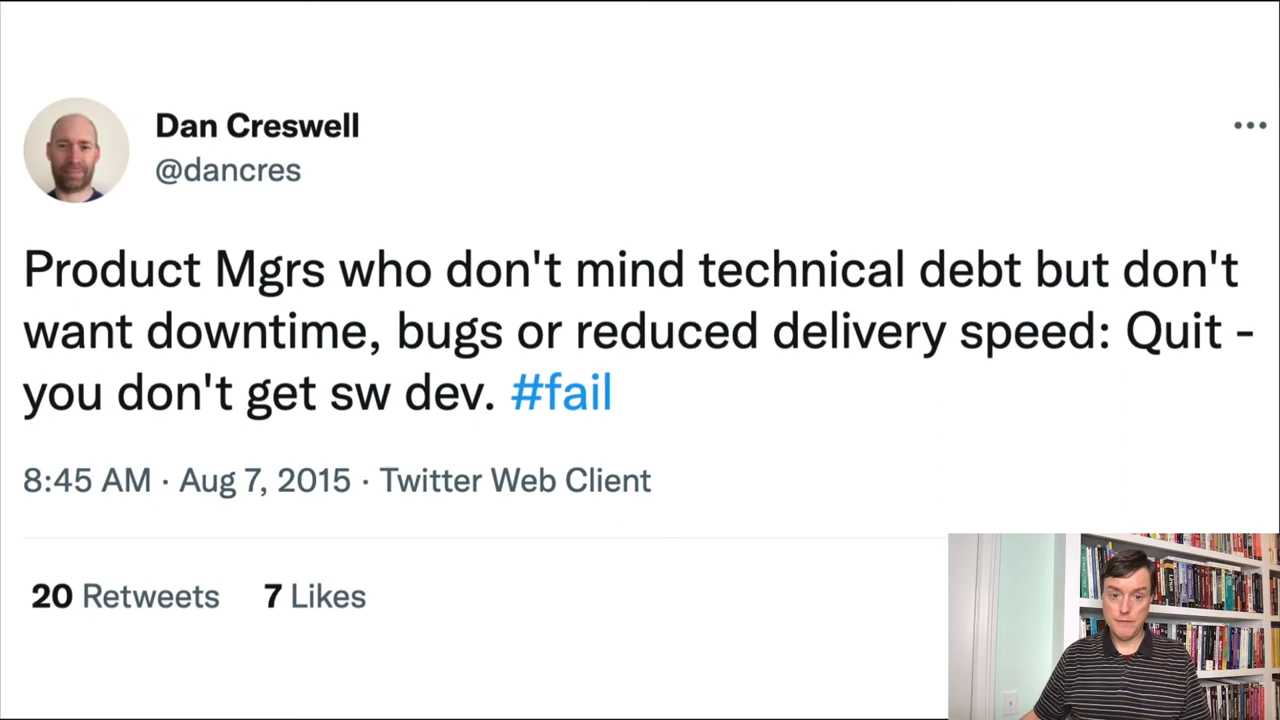 Dan Creswell
@dancres
Product Mgrs who don't mind technical debt but don't
want downtime, bugs or reduced delivery speed: Quit -
you don't get sw dev. #fail
8:45 AM · Aug 7, 2015 · Twitter Web Client
20 Retweets 7 Likes